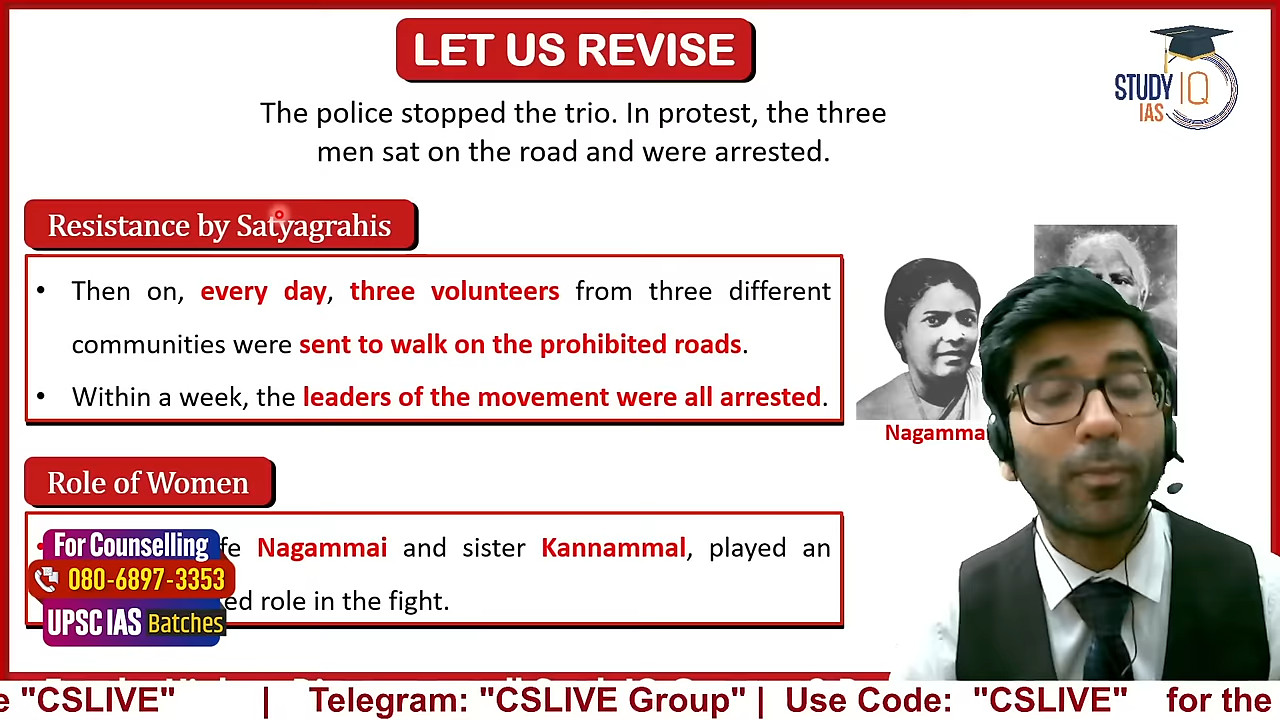 LET US REVISE
STUDY IQ
IAS
The police stopped the trio. In protest, the three
men sat on the road and were arrested.
Resistance by Satyagrahis
• Then on, every day, three volunteers from three different
communities were sent to walk on the prohibited roads.
• Within a week, the leaders of the movement were all arrested.
Nagamma
Role of Women
fe Nagammai and sister Kannammal, played an
ed role in the fight.
For Counselling
080-6897-3353
UPSC IAS Batches
e "CSLIVE" | Telegram: "CSLIVE Group" | Use Code: "CSLIVE" for the